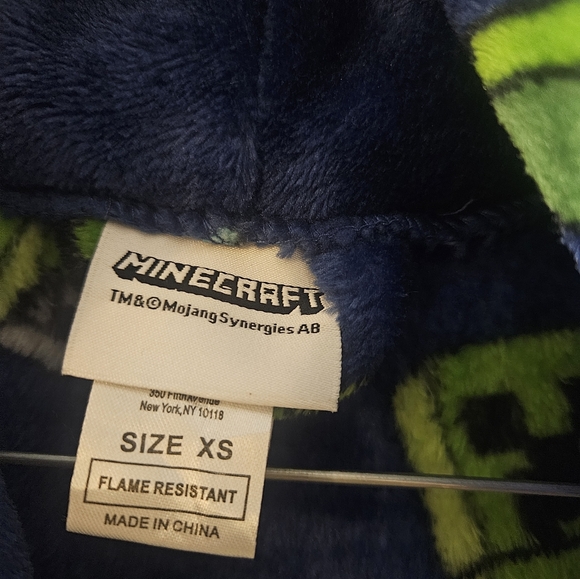 MINECRAFT
TM&©Mojang Synergies AB
350 Fifth Avenue
New York, NY 10118
SIZE XS
FLAME RESISTANT
MADE IN CHINA